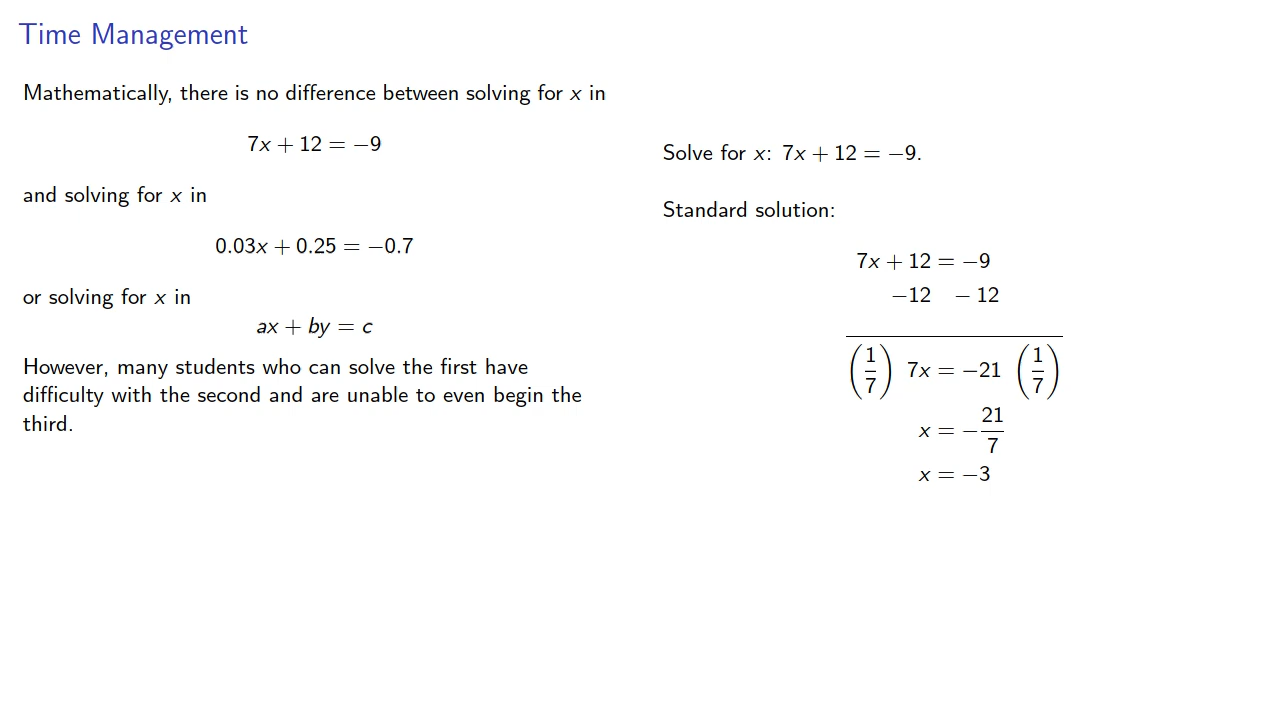 Time Management
Mathematically, there is no difference between solving for x in
7x + 12 = −9
and solving for x in
0.03x + 0.25 = −0.7
or solving for x in
ax + by = c
However, many students who can solve the first have
difficulty with the second and are unable to even begin the
third.
Solve for x: 7x + 12 = −9.
Standard solution:
7x + 12 = −9
−12 − 12
(1/7) 7x = −21 (1/7)
x = −21/7
x = −3